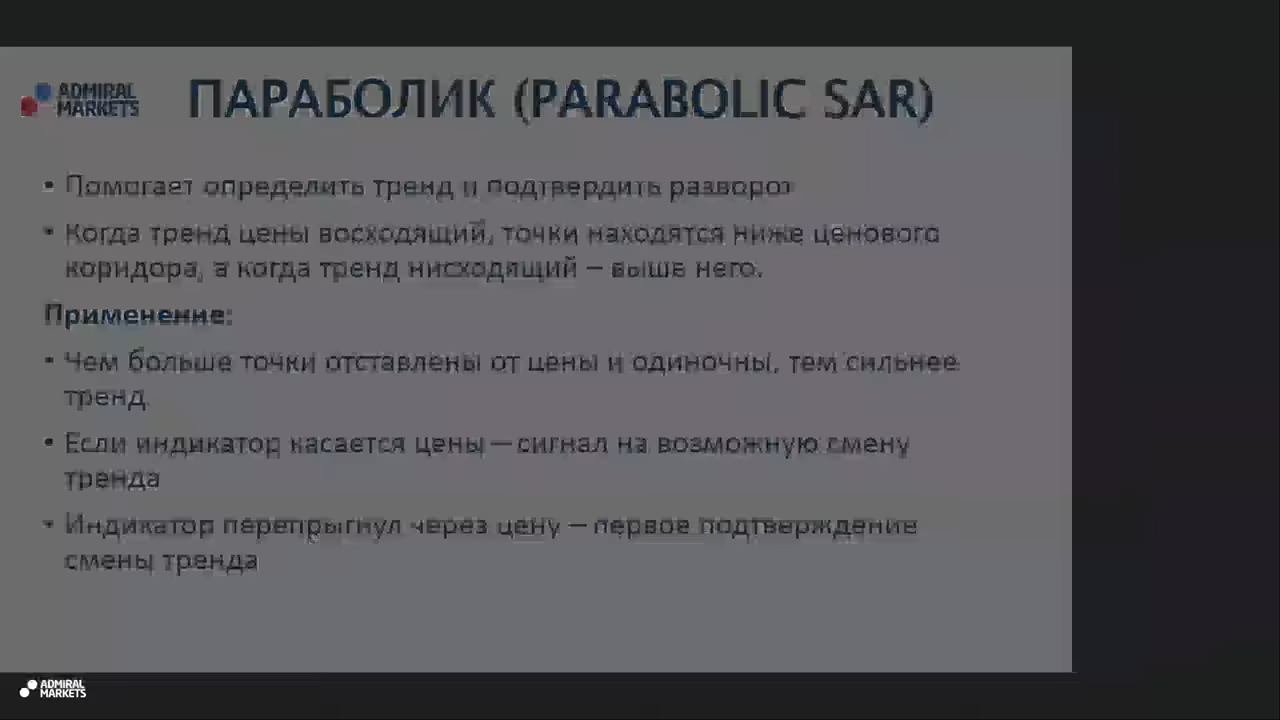 ADMIRAL
MARKETS
ПАРАБОЛИК (PARABOLIC SAR)
• Помогает определить тренд и подтвердить разворот
• Когда тренд цены восходящий, точки находятся ниже ценового
коридора, а когда тренд нисходящий – выше него.
Применение:
• Чем больше точки отставлены от цены и одиночны, тем сильнее
тренд.
• Если индикатор касается цены – сигнал на возможную смену
тренда
• Индикатор перепрыгнул через цену – первое подтверждение
смены тренда
ADMIRAL
MARKETS